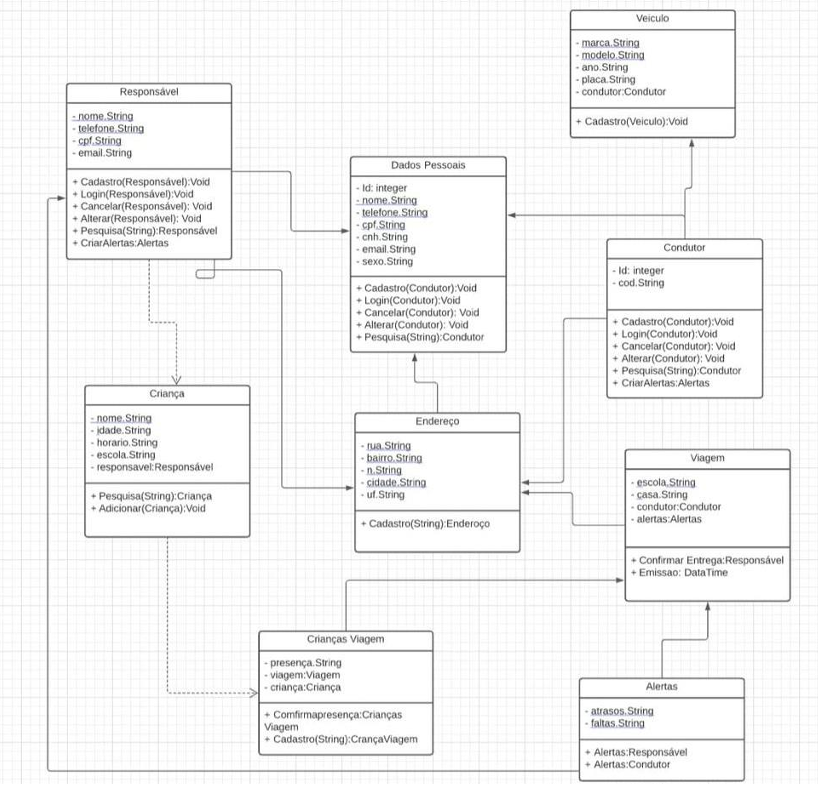 Veiculo
- marca.String
- modelo.String
- ano.String
- placa.String
- condutor:Condutor
+ Cadastro(Veiculo):Void
Responsável
- nome.String
- telefone.String
- cpf.String
- email.String
+ Cadastro(Responsável):Void
+ Login(Responsável):Void
+ Cancelar(Responsável): Void
+ Alterar(Responsável): Void
+ Pesquisa(String):Responsável
+ CriarAlertas:Alertas
Dados Pessoais
- Id: integer
- nome.String
- telefone.String
- cpf.String
- cnh.String
- email.String
- sexo.String
+ Cadastro(Condutor):Void
+ Login(Condutor):Void
+ Cancelar(Condutor): Void
+ Alterar(Condutor): Void
+ Pesquisa(String):Condutor
Condutor
- Id: integer
- cod.String
+ Cadastro(Condutor):Void
+ Login(Condutor):Void
+ Cancelar(Condutor): Void
+ Alterar(Condutor): Void
+ Pesquisa(String):Condutor
+ CriarAlertas:Alertas
Criança
- nome.String
- idade.String
- horario.String
- escola.String
- responsavel:Responsável
+ Pesquisa(String):Criança
+ Adicionar(Criança):Void
Endereço
- rua.String
- bairro.String
- n.String
- cidade.String
- uf.String
+ Cadastro(String):Enderoço
Viagem
- escola.String
- casa.String
- condutor:Condutor
- alertas:Alertas
+ Confirmar Entrega:Responsável
+ Emissao: DataTime
Crianças Viagem
- presença.String
- viagem:Viagem
- criança:Criança
+ Comfirmapresença:Crianças
Viagem
+ Cadastro(String):CrançaViagem
Alertas
- atrasos.String
- faltas.String
+ Alertas:Responsável
+ Alertas:Condutor